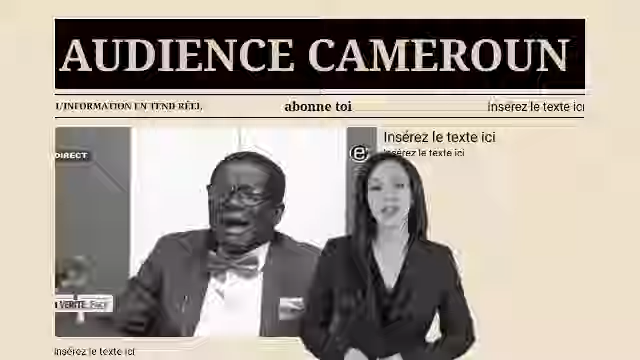 AUDIENCE CAMEROUN
L'INFORMATION EN TEND RÉEL
abonne toi
Insérez le texte ici
Insérez le texte ici
Insérez le texte ici
DIRECT
VÉRITÉ
Insérez le texte ici